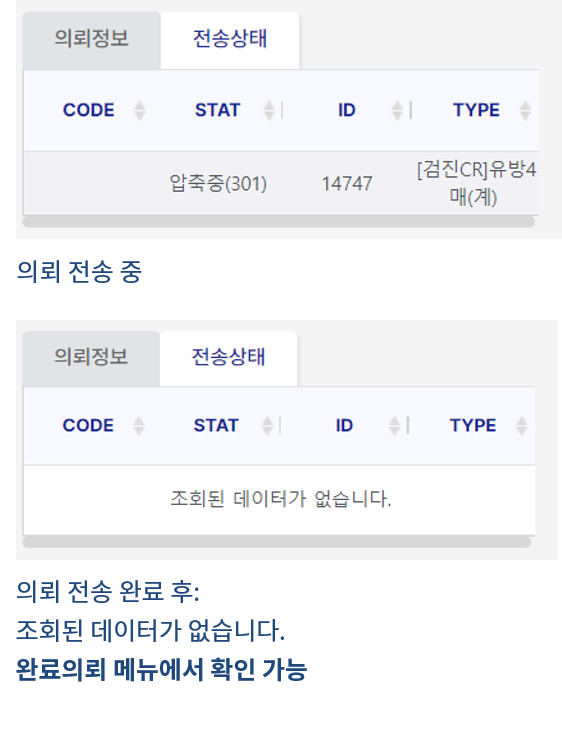 의뢰정보 전송상태
CODE STAT ID TYPE
압축중(301) 14747 [검진CR]유방4
매(계)
의뢰 전송 중
의뢰정보 전송상태
CODE STAT ID TYPE
조회된 데이터가 없습니다.
의뢰 전송 완료 후:
조회된 데이터가 없습니다.
완료의뢰 메뉴에서 확인 가능